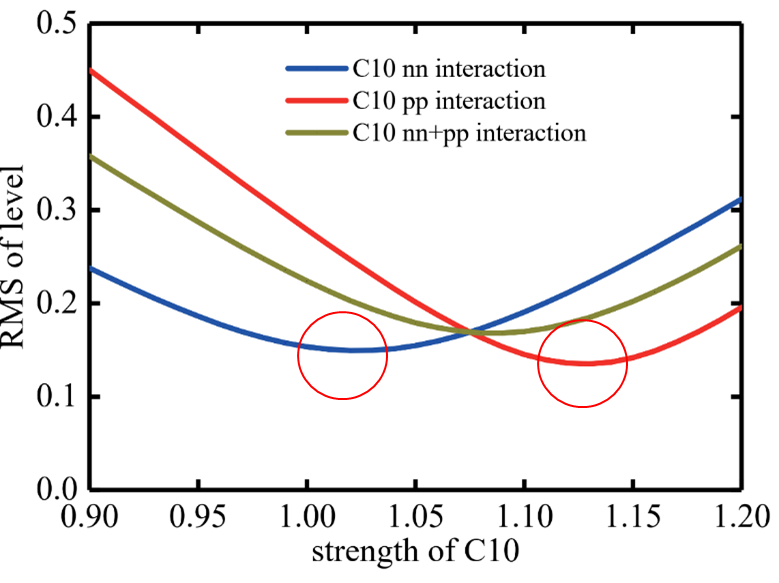 0.5
0.4
0.3
0.2
0.1
0.0
RMS of level
C10 nn interaction
C10 pp interaction
C10 nn+pp interaction
0.90 0.95 1.00 1.05 1.10 1.15 1.20
strength of C10